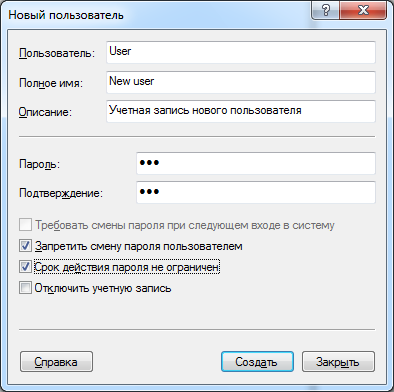 Новый пользователь
Пользователь: User
Полное имя: New user
Описание: Учетная запись нового пользователя
Пароль: •••
Подтверждение: •••
Требовать смены пароля при следующем входе в систему
Запретить смену пароля пользователем
Срок действия пароля не ограничен
Отключить учетную запись
Справка Создать Закрыть